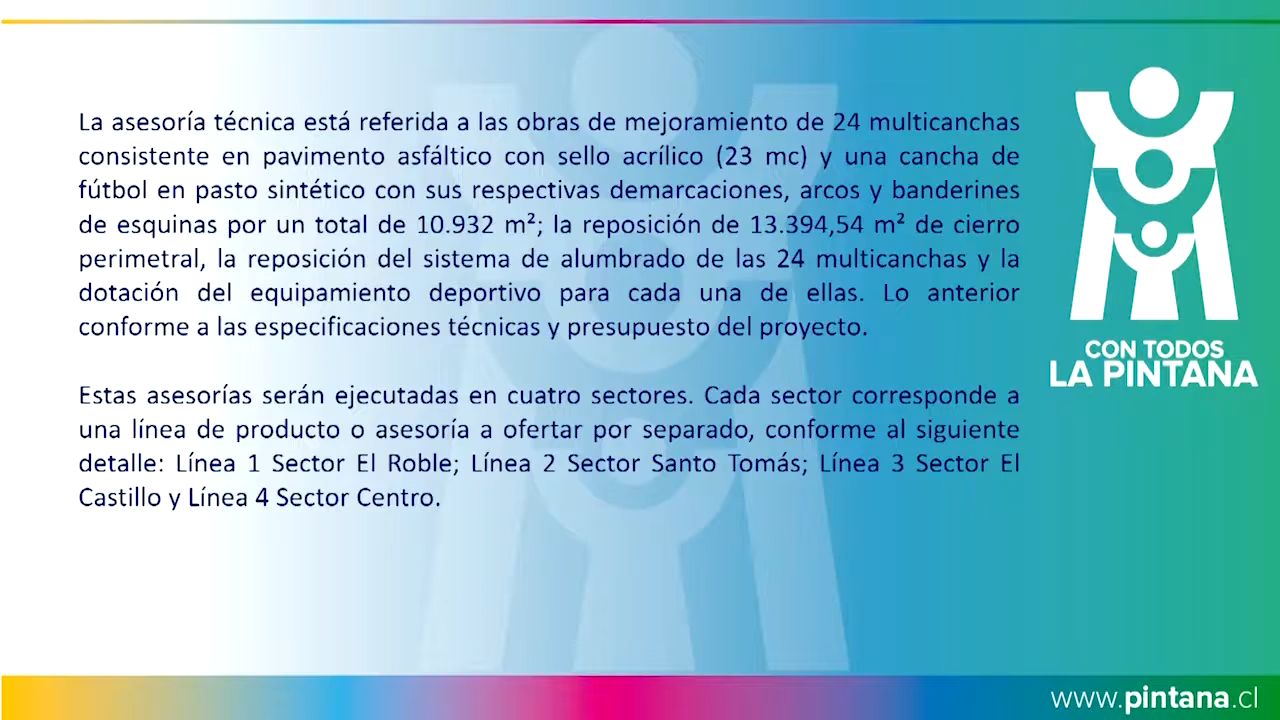 La asesoría técnica está referida a las obras de mejoramiento de 24 multicanchas
consistente en pavimento asfáltico con sello acrílico (23 mc) y una cancha de
fútbol en pasto sintético con sus respectivas demarcaciones, arcos y banderines
de esquinas por un total de 10.932 m²; la reposición de 13.394,54 m² de cierro
perimetral, la reposición del sistema de alumbrado de las 24 multicanchas y la
dotación del equipamiento deportivo para cada una de ellas. Lo anterior
conforme a las especificaciones técnicas y presupuesto del proyecto.
Estas asesorías serán ejecutadas en cuatro sectores. Cada sector corresponde a
una línea de producto o asesoría a ofertar por separado, conforme al siguiente
detalle: Línea 1 Sector El Roble; Línea 2 Sector Santo Tomás; Línea 3 Sector El
Castillo y Línea 4 Sector Centro.
CON TODOS
LA PINTANA
www.pintana.cl